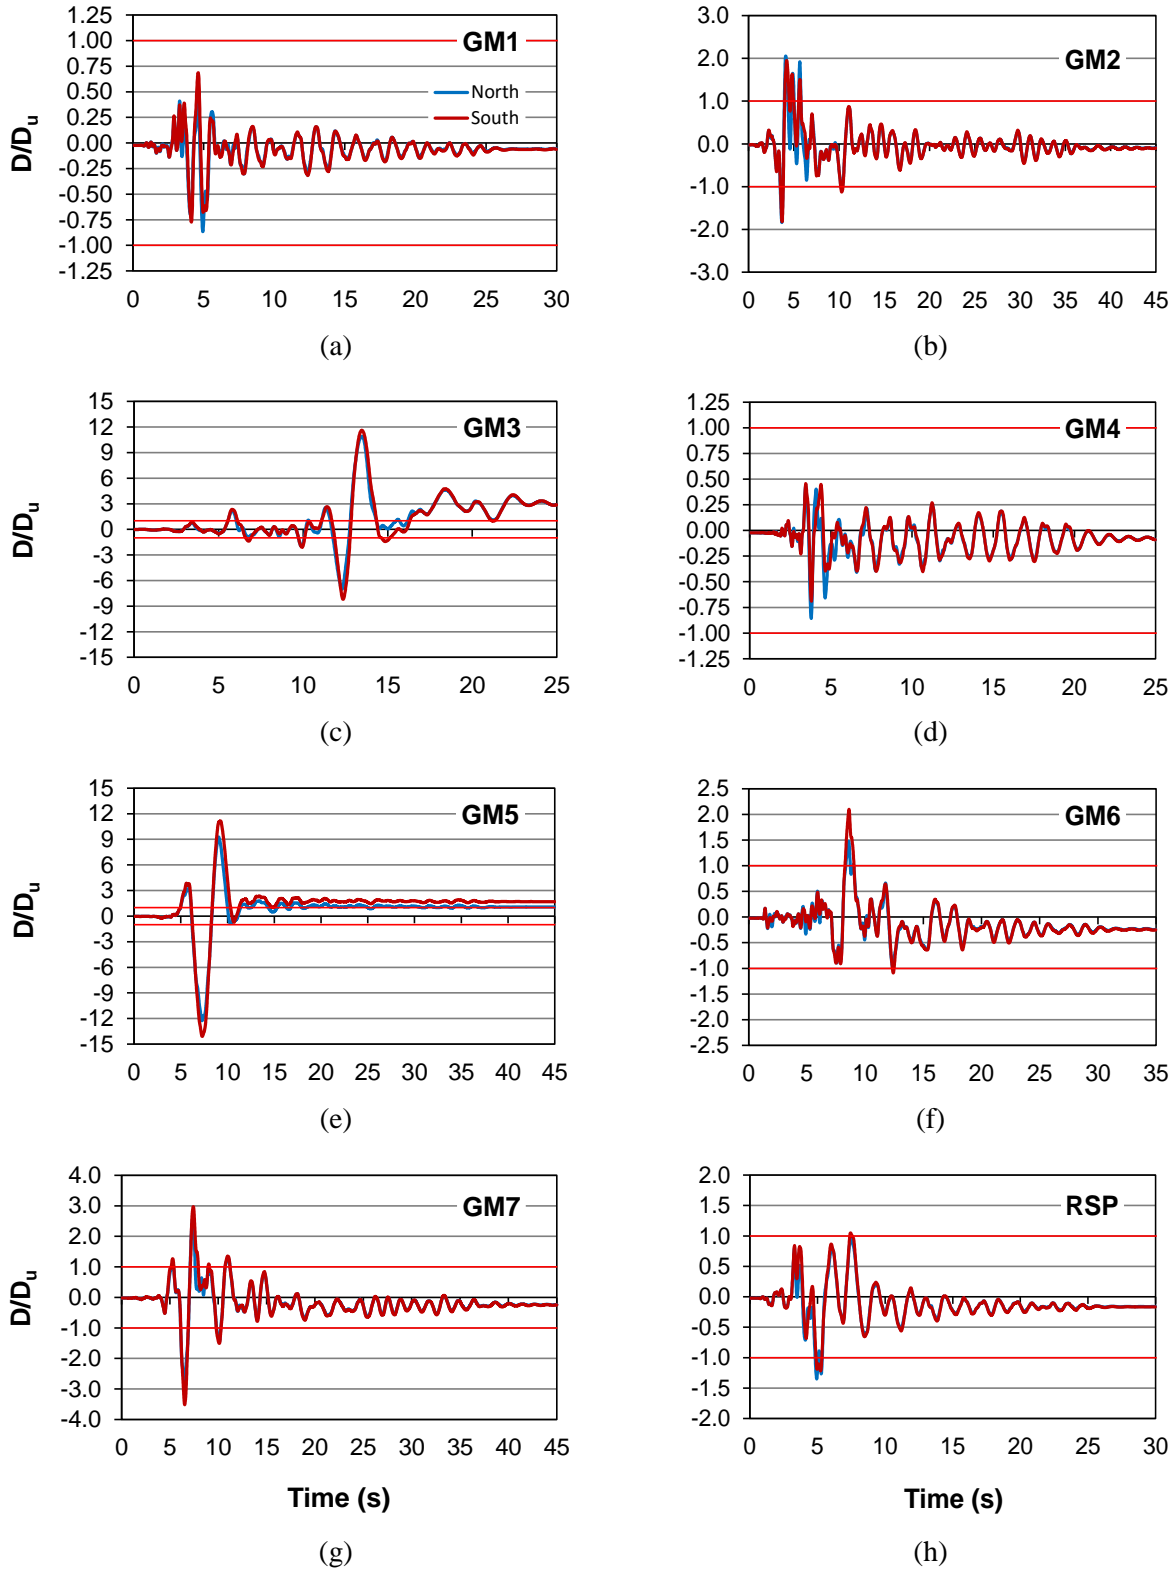 1.25
1.00
0.75
0.50
0.25
0.00
-0.25
-0.50
-0.75
-1.00
-1.25
D/Du
GM1
North
South
0 5 10 15 20 25 30
(a)
3.0
2.0
1.0
0.0
-1.0
-2.0
-3.0
GM2
0 5 10 15 20 25 30 35 40 45
(b)
15
12
9
6
3
0
-3
-6
-9
-12
-15
D/Du
GM3
0 5 10 15 20 25
(c)
1.25
1.00
0.75
0.50
0.25
0.00
-0.25
-0.50
-0.75
-1.00
-1.25
GM4
0 5 10 15 20 25
(d)
15
12
9
6
3
0
-3
-6
-9
-12
-15
D/Du
GM5
0 5 10 15 20 25 30 35 40 45
(e)
2.5
2.0
1.5
1.0
0.5
0.0
-0.5
-1.0
-1.5
-2.0
-2.5
GM6
0 5 10 15 20 25 30 35
(f)
4.0
3.0
2.0
1.0
0.0
-1.0
-2.0
-3.0
-4.0
D/Du
GM7
0 5 10 15 20 25 30 35 40 45
Time (s)
(g)
2.0
1.5
1.0
0.5
0.0
-0.5
-1.0
-1.5
-2.0
RSP
0 5 10 15 20 25 30
Time (s)
(h)